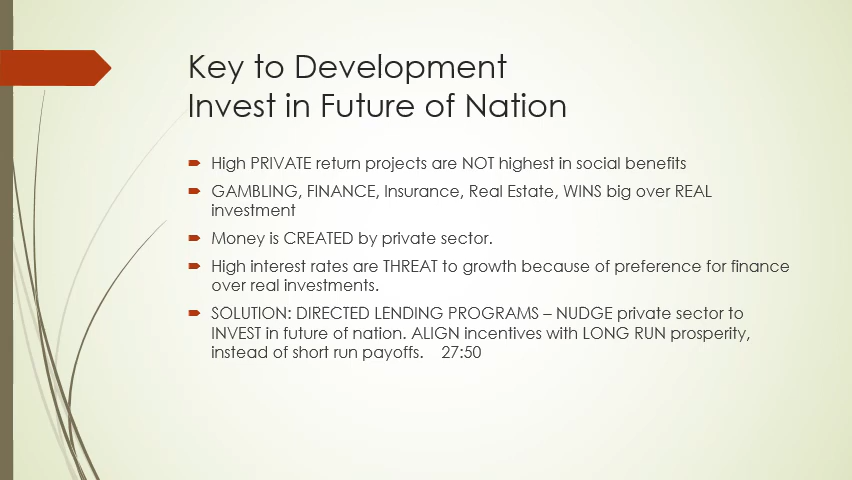 Key to Development
Invest in Future of Nation
High PRIVATE return projects are NOT highest in social benefits
GAMBLING, FINANCE, Insurance, Real Estate, WINS big over REAL
investment
Money is CREATED by private sector.
High interest rates are THREAT to growth because of preference for finance
over real investments.
SOLUTION: DIRECTED LENDING PROGRAMS – NUDGE private sector to
INVEST in future of nation. ALIGN incentives with LONG RUN prosperity,
instead of short run payoffs. 27:50